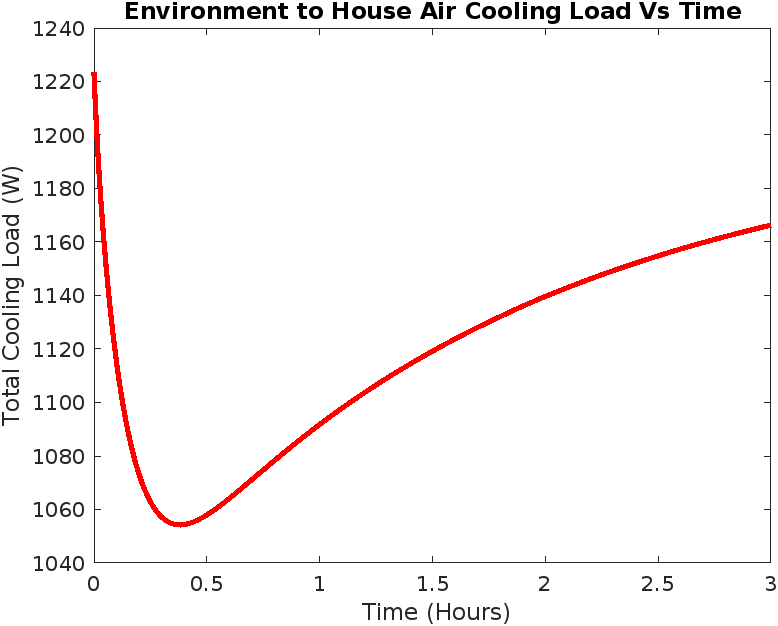 Environment to House Air Cooling Load Vs Time
1240
1220
1200
1180
1160
1140
1120
1100
1080
1060
1040
Total Cooling Load (W)
0 0.5 1 1.5 2 2.5 3
Time (Hours)